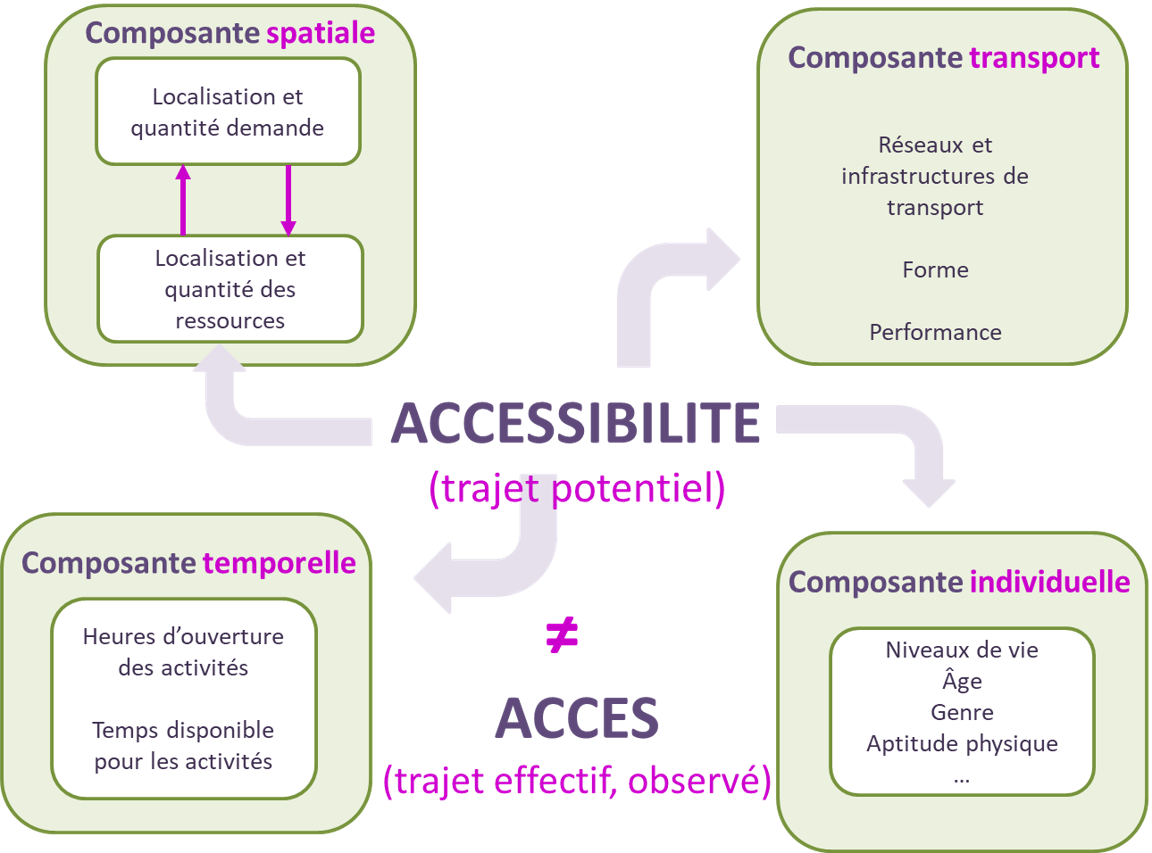 Composante spatiale
Localisation et
quantité demande
Localisation et
quantité des
ressources
Composante transport
Réseaux et
infrastructures de
transport
Forme
Performance
ACCESSIBILITE
(trajet potentiel)
Composante temporelle
Heures d’ouverture
des activités
Temps disponible
pour les activités
≠
ACCES
(trajet effectif, observé)
Composante individuelle
Niveaux de vie
Âge
Genre
Aptitude physique
…